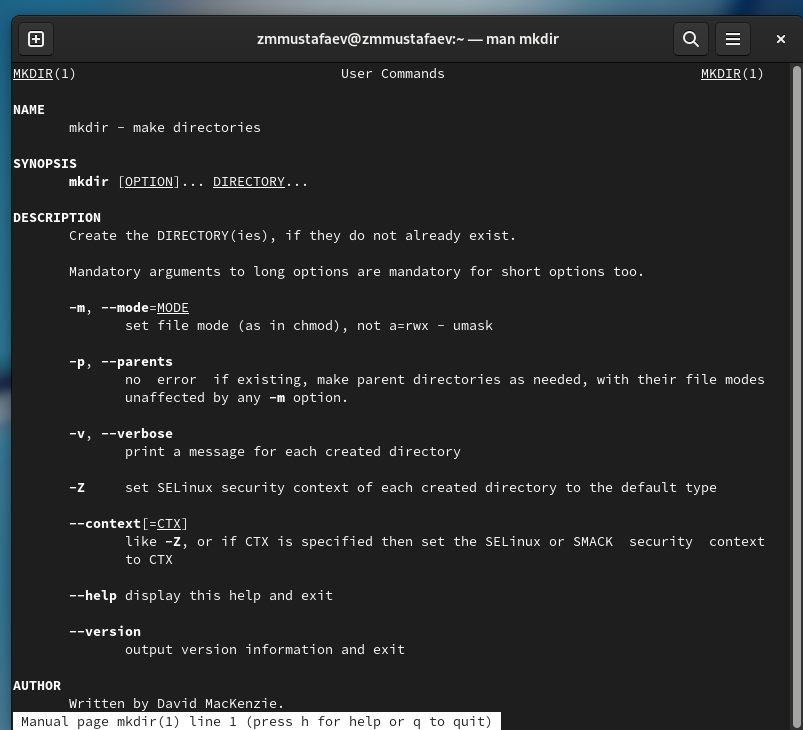 zmmustafaev@zmmustafaev:~ — man mkdir
MKDIR(1) User Commands MKDIR(1)
NAME
mkdir - make directories
SYNOPSIS
mkdir [OPTION]... DIRECTORY...
DESCRIPTION
Create the DIRECTORY(ies), if they do not already exist.
Mandatory arguments to long options are mandatory for short options too.
-m, --mode=MODE
set file mode (as in chmod), not a=rwx - umask
-p, --parents
no  error  if existing, make parent directories as needed, with their file modes
unaffected by any -m option.
-v, --verbose
print a message for each created directory
-Z     set SELinux security context of each created directory to the default type
--context[=CTX]
like -Z, or if CTX is specified then set the SELinux or SMACK  security  context
to CTX
--help display this help and exit
--version
output version information and exit
AUTHOR
Written by David MacKenzie.
Manual page mkdir(1) line 1 (press h for help or q to quit)